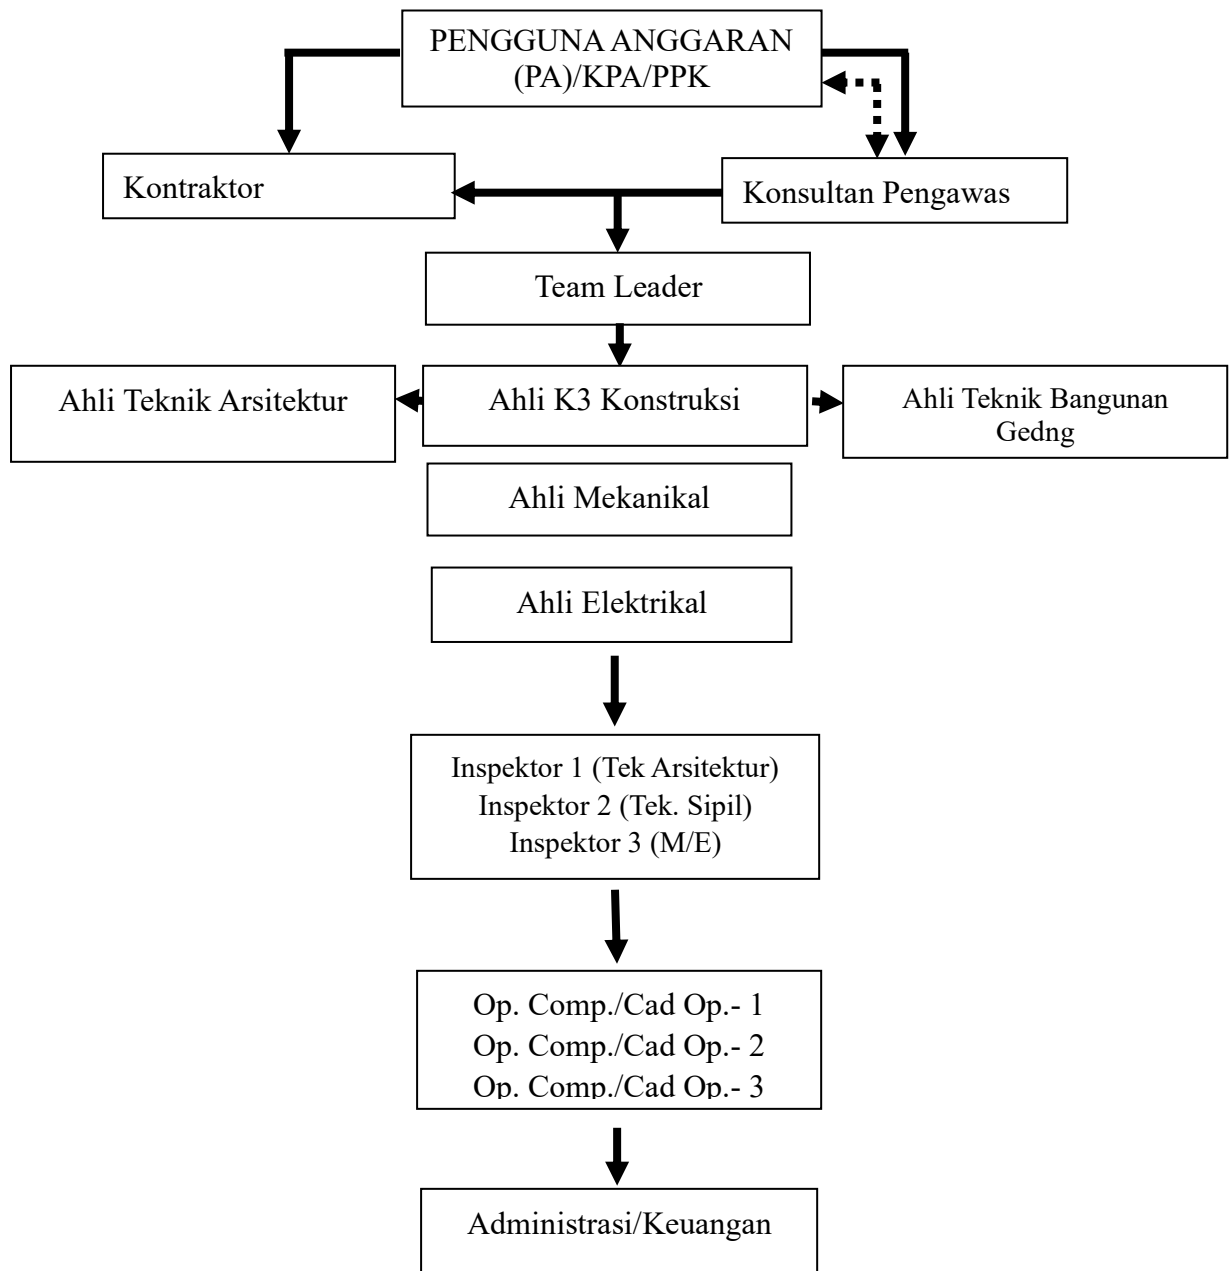 PENGGUNA ANGGARAN
(PA)/KPA/PPK
Kontraktor
Konsultan Pengawas
Team Leader
Ahli Teknik Arsitektur
Ahli K3 Konstruksi
Ahli Teknik Bangunan
Gedng
Ahli Mekanikal
Ahli Elektrikal
Inspektor 1 (Tek Arsitektur)
Inspektor 2 (Tek. Sipil)
Inspektor 3 (M/E)
Op. Comp./Cad Op.- 1
Op. Comp./Cad Op.- 2
Op. Comp./Cad Op.- 3
Administrasi/Keuangan